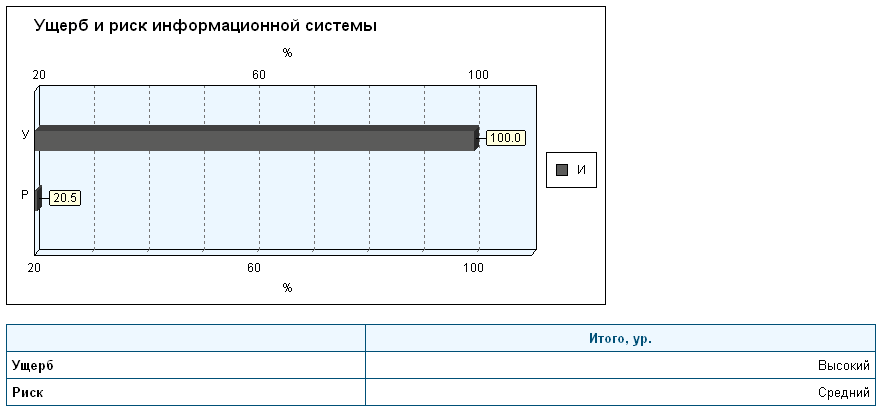 Ущерб и риск информационной системы
%
20 60 100
У 100.0
И
Р 20.5
20 60 100
%
Итого, ур.
Ущерб Высокий
Риск Средний